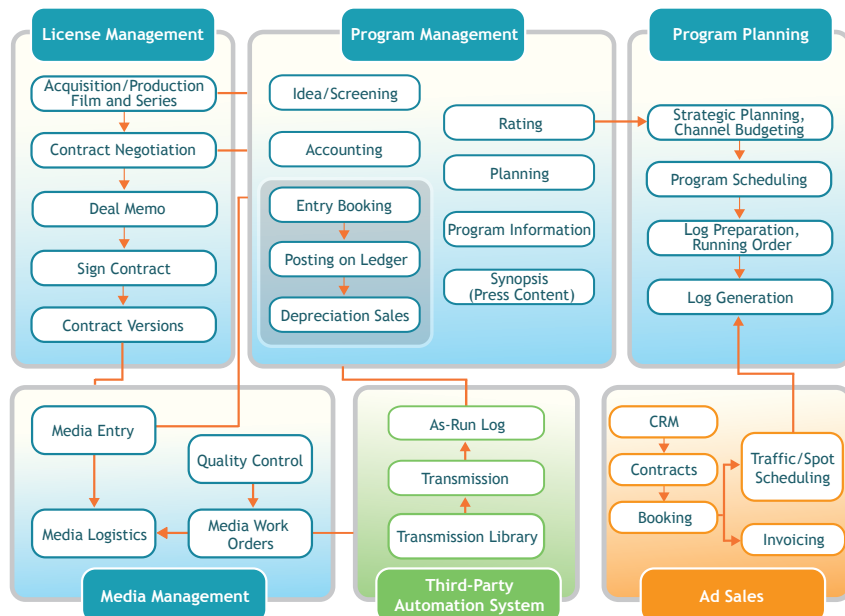 License Management
Acquisition/Production
Film and Series
Contract Negotiation
Deal Memo
Sign Contract
Contract Versions
Program Management
Idea/Screening
Accounting
Entry Booking
Posting on Ledger
Depreciation Sales
Rating
Planning
Program Information
Synopsis
(Press Content)
Program Planning
Strategic Planning,
Channel Budgeting
Program Scheduling
Log Preparation,
Running Order
Log Generation
Media Entry
Quality Control
Media Logistics
Media Work
Orders
Media Management
As-Run Log
Transmission
Transmission Library
Third-Party
Automation System
CRM
Contracts
Booking
Traffic/Spot
Scheduling
Invoicing
Ad Sales